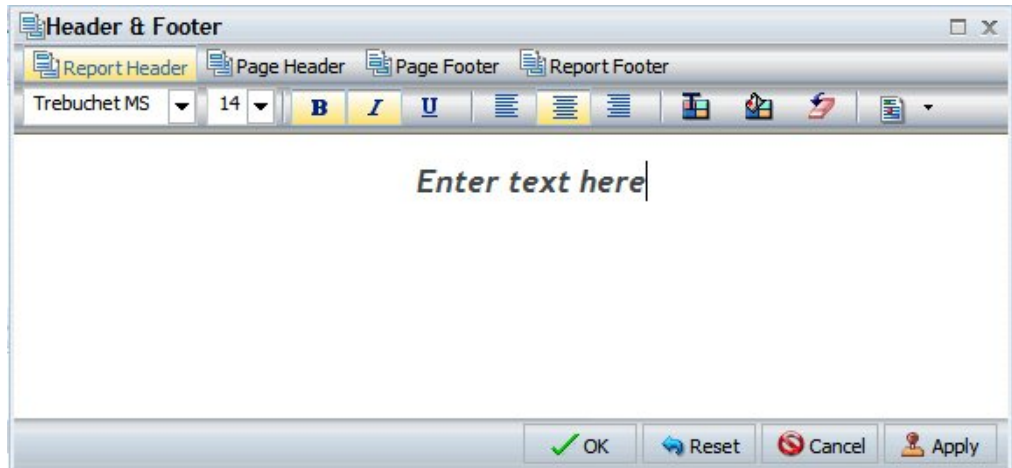 Header & Footer
Report Header Page Header Page Footer Report Footer
Trebuchet MS 14 B I U
Enter text here
OK Reset Cancel Apply